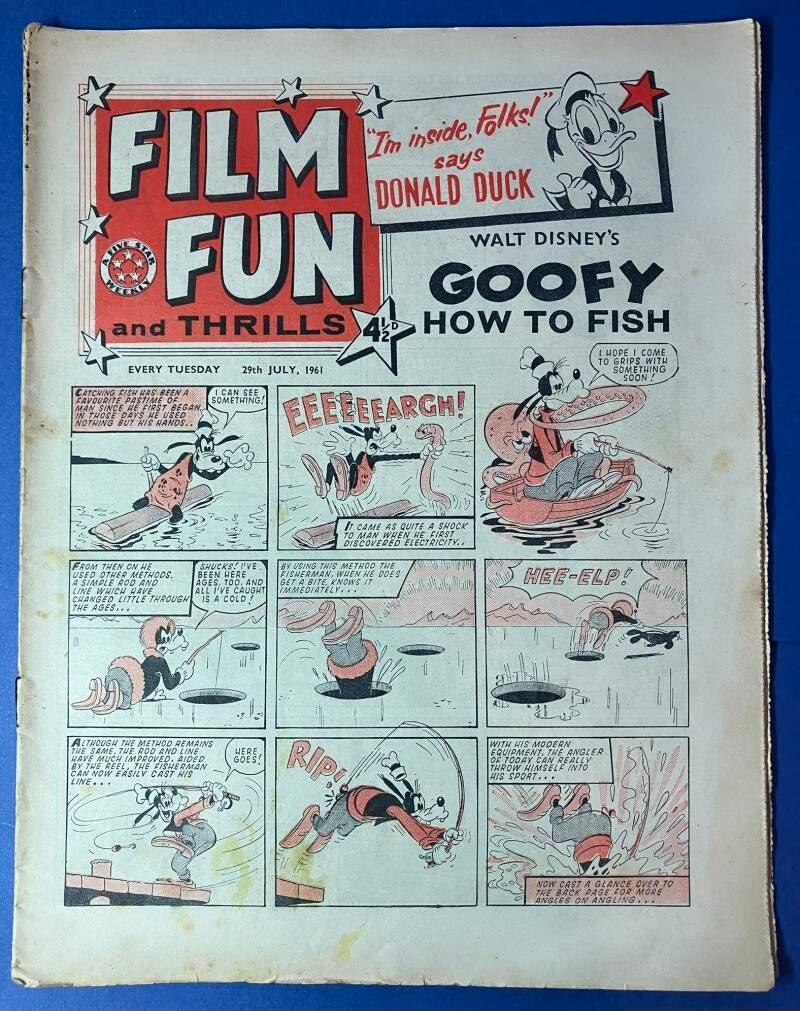 FILM
FUN
and THRILLS
A FIVE STAR
WEEKLY
4½D
"I'm inside, Folks!"
says
DONALD DUCK
WALT DISNEY'S
GOOFY
HOW TO FISH
EVERY TUESDAY 29th JULY, 1961
CATCHING FISH HAS BEEN A
FAVOURITE PASTIME OF
MAN SINCE HE FIRST BEGAN.
IN THOSE DAYS HE USED
NOTHING BUT HIS HANDS..
I CAN SEE
SOMETHING!
EEEEEEEARGH!
IT CAME AS QUITE A SHOCK
TO MAN WHEN HE FIRST
DISCOVERED ELECTRICITY..
I HOPE I COME
TO GRIPS WITH
SOMETHING
SOON!
FROM THEN ON HE
USED OTHER METHODS.
A SIMPLE ROD AND
LINE WHICH HAVE
CHANGED LITTLE THROUGH
THE AGES...
SHUCKS! I'VE
BEEN HERE
AGES, TOO, AND
ALL I'VE CAUGHT
IS A COLD!
BY USING THIS METHOD THE
FISHERMAN, WHEN HE DOES
GET A BITE, KNOWS IT
IMMEDIATELY...
HEE-ELP!
ALTHOUGH THE METHOD REMAINS
THE SAME, THE ROD AND LINE
HAVE MUCH IMPROVED. AIDED
BY THE REEL, THE FISHERMAN
CAN NOW EASILY CAST HIS
LINE...
HERE
GOES!
RIP!
WITH HIS MODERN
EQUIPMENT, THE ANGLER
OF TODAY CAN REALLY
THROW HIMSELF INTO
HIS SPORT...
NOW CAST A GLANCE OVER TO
THE BACK PAGE FOR MORE
ANGLES ON ANGLING...